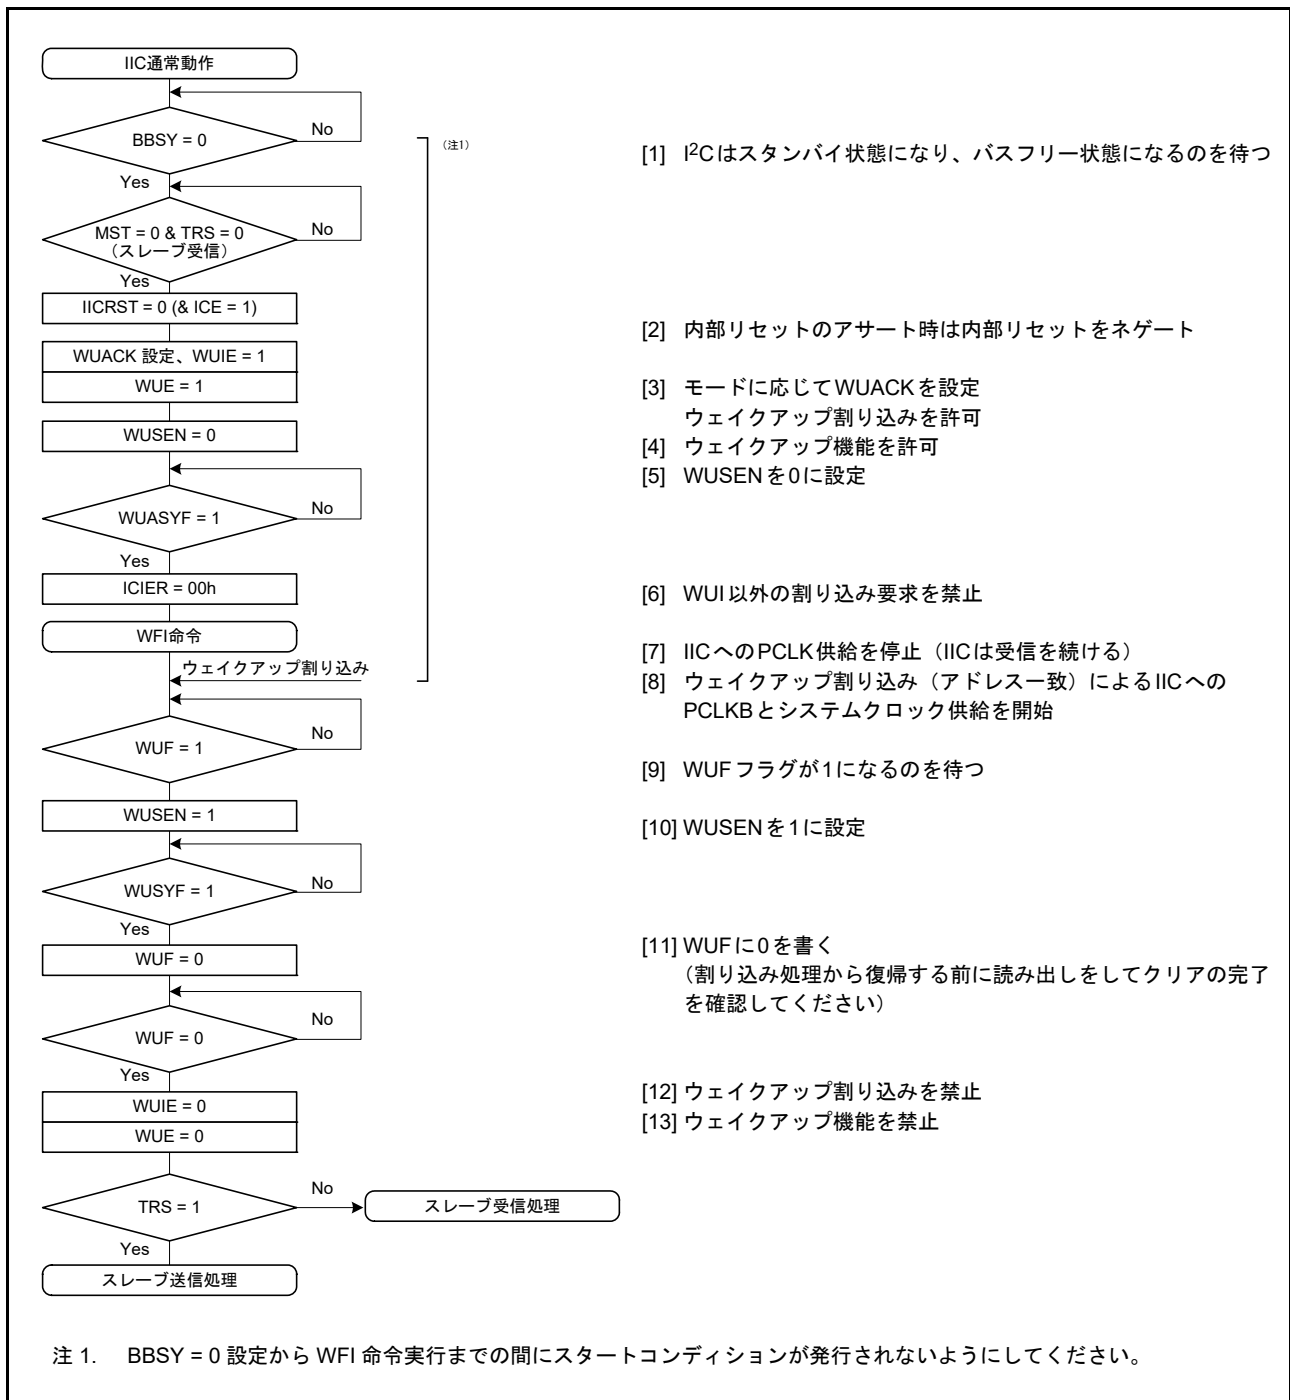 IIC通常動作
BBSY = 0
No
Yes
(注1)
[1] I²Cはスタンバイ状態になり、バスフリー状態になるのを待つ
MST = 0 & TRS = 0
（スレーブ受信）
No
Yes
IICRST = 0 (& ICE = 1)
[2] 内部リセットのアサート時は内部リセットをネゲート
WUACK 設定、WUIE = 1
WUE = 1
[3] モードに応じてWUACKを設定
ウェイクアップ割り込みを許可
WUSEN = 0
[4] ウェイクアップ機能を許可
[5] WUSENを0に設定
WUASYF = 1
No
Yes
ICIER = 00h
[6] WUI以外の割り込み要求を禁止
WFI命令
[7] IICへのPCLK供給を停止（IICは受信を続ける）
ウェイクアップ割り込み
[8] ウェイクアップ割り込み（アドレス一致）によるIICへの
PCLKBとシステムクロック供給を開始
WUF = 1
No
[9] WUFフラグが1になるのを待つ
WUSEN = 1
[10] WUSENを1に設定
WUSYF = 1
No
Yes
WUF = 0
[11] WUFに0を書く
（割り込み処理から復帰する前に読み出しをしてクリアの完了
を確認してください）
WUF = 0
No
Yes
WUIE = 0
[12] ウェイクアップ割り込みを禁止
WUE = 0
[13] ウェイクアップ機能を禁止
TRS = 1
No
スレーブ受信処理
Yes
スレーブ送信処理
注 1. BBSY = 0 設定から WFI 命令実行までの間にスタートコンディションが発行されないようにしてください。